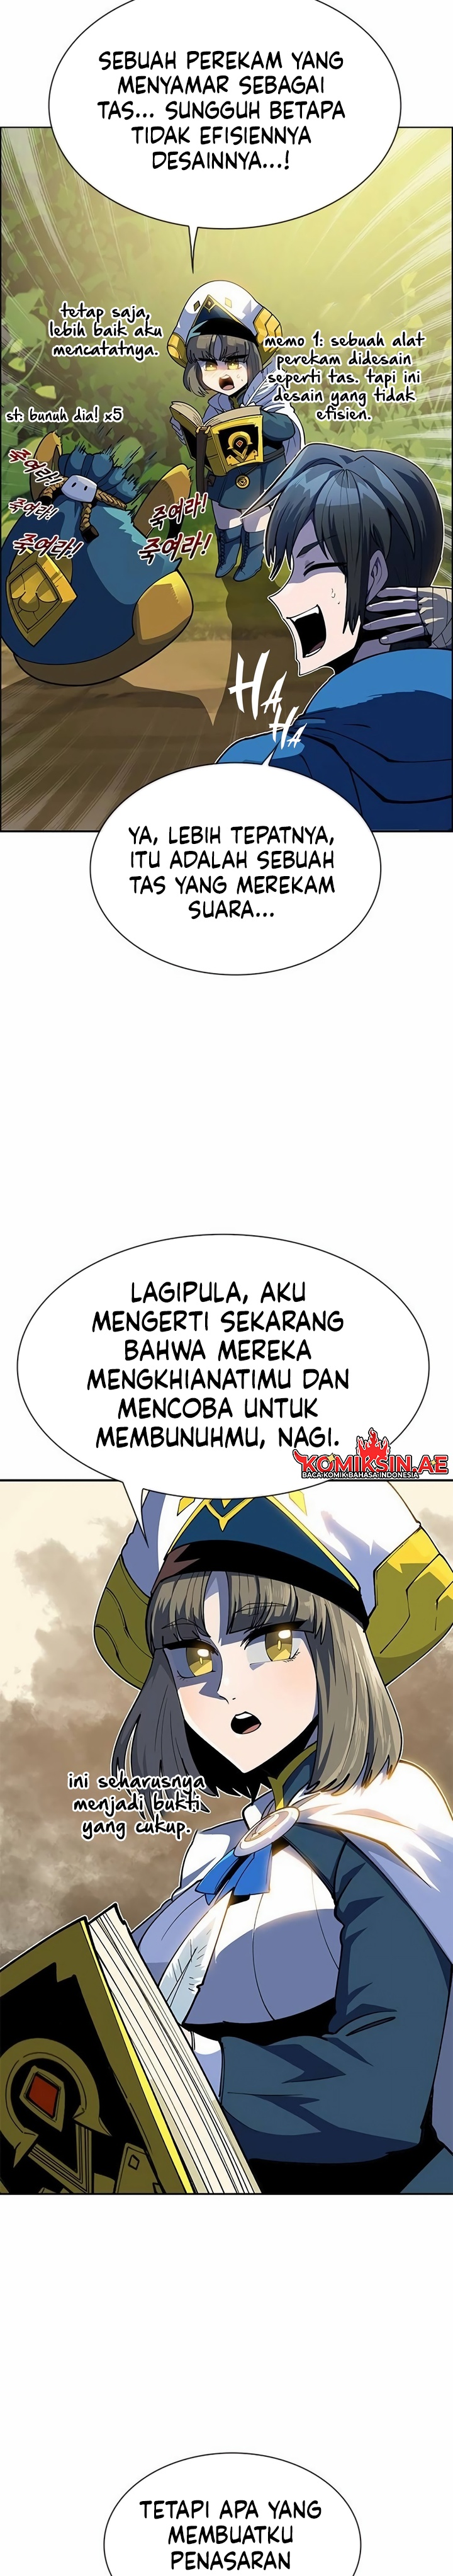 SEBUAH PEREKAM YANG
MENYAMAR SEBAGAI
TAS... SUNGGUH BETAPA
TIDAK EFISIENNYA
DESAINNYA...!
tetap saja,
lebih baik aku
mencatatnya.
memo 1: sebuah alat
perekam didesain
seperti tas. tapi ini
desain yang tidak
efisien.
st: bunuh dia! x5
죽여라!
죽여라!
죽여라!
죽여라!
죽여라!
HA
HA
YA, LEBIH TEPATNYA,
ITU ADALAH SEBUAH
TAS YANG MEREKAM
SUARA...
LAGIPULA, AKU
MENGERTI SEKARANG
BAHWA MEREKA
MENGKHIANATIMU DAN
MENCOBA UNTUK
MEMBUNUHMU, NAGI.
KOMIKSIN.AE
BACA KOMIK BAHASA INDONESIA
ini seharusnya
menjadi bukti
yang cukup.
TETAPI APA YANG
MEMBUATKU
PENASARAN